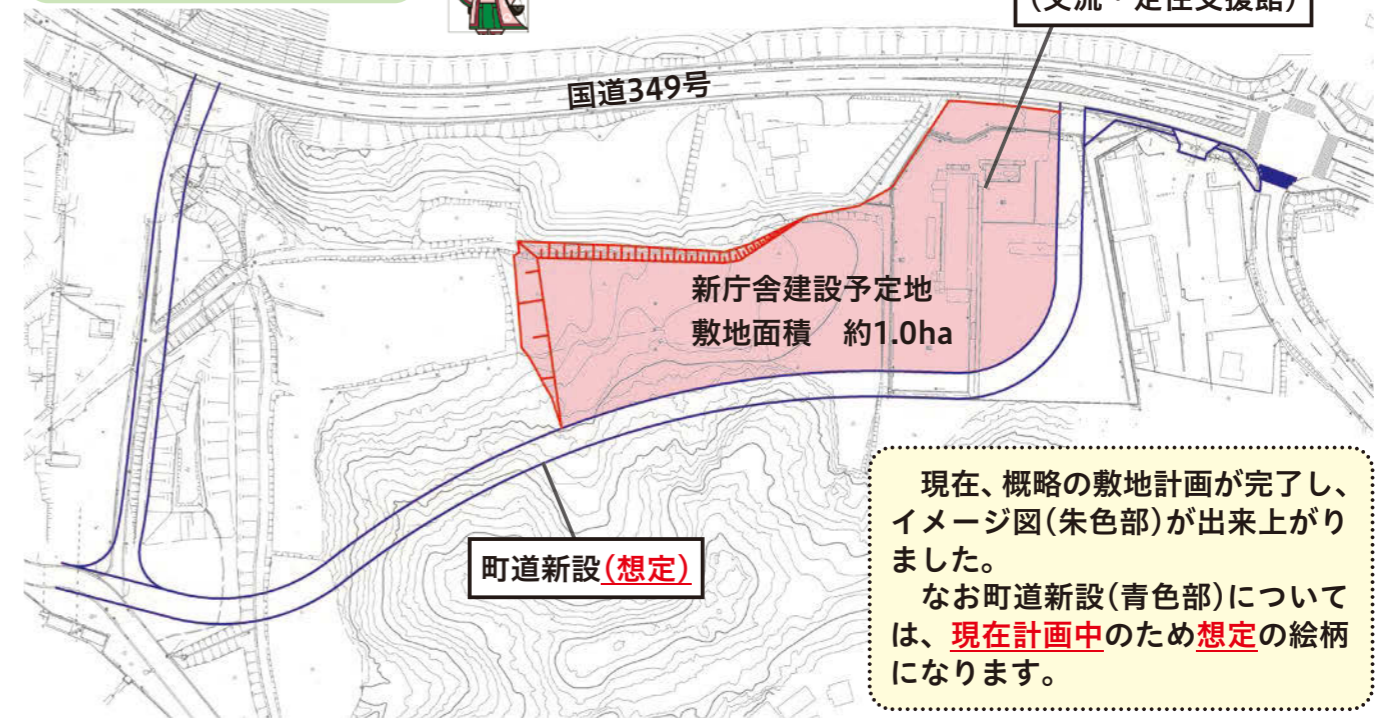 (交流・定住支援館)
国道349号
新庁舎建設予定地
敷地面積　約1.0ha
町道新設(想定)
　現在、概略の敷地計画が完了し、
イメージ図(朱色部)が出来上がり
ました。
　なお町道新設(青色部)について
は、現在計画中のため想定の絵柄
になります。